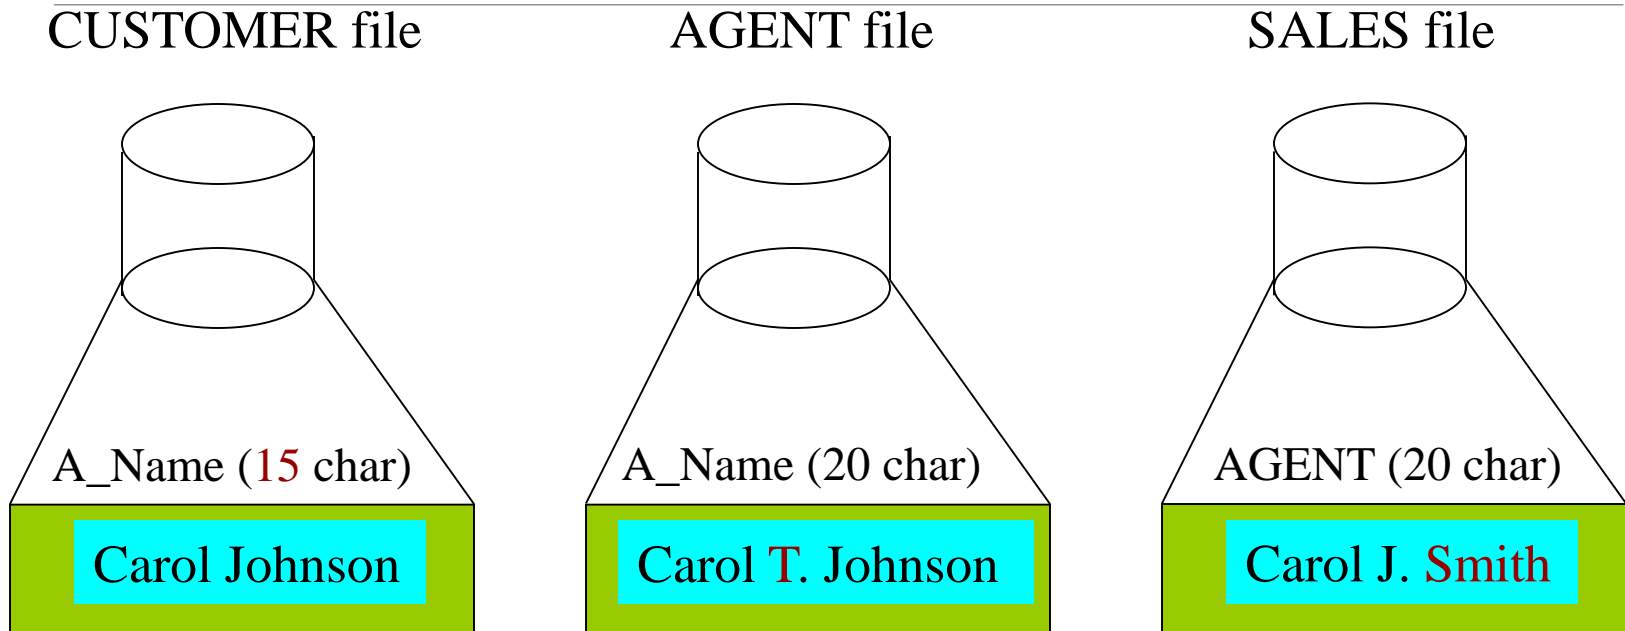 CUSTOMER file
AGENT file
SALES file
A_Name (15 char)
A_Name (20 char)
AGENT (20 char)
Carol Johnson
Carol T. Johnson
Carol J. Smith